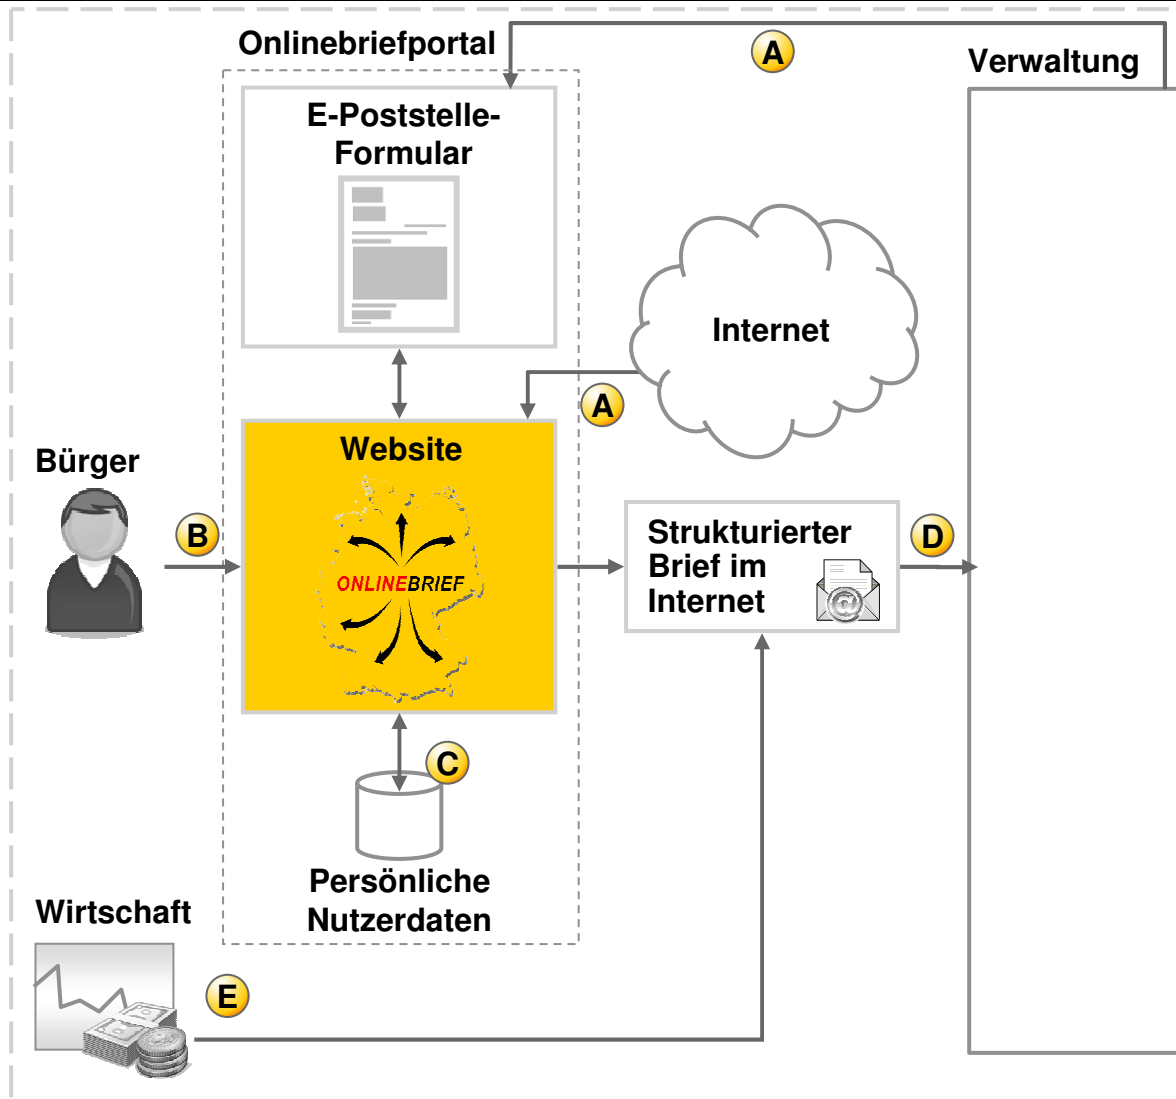 Onlinebriefportal
A
Verwaltung
E-Poststelle-
Formular
Internet
A
Website
Bürger
B
ONLINEBRIEF
Strukturierter
Brief im
Internet
@
D
C
Persönliche
Nutzerdaten
Wirtschaft
E